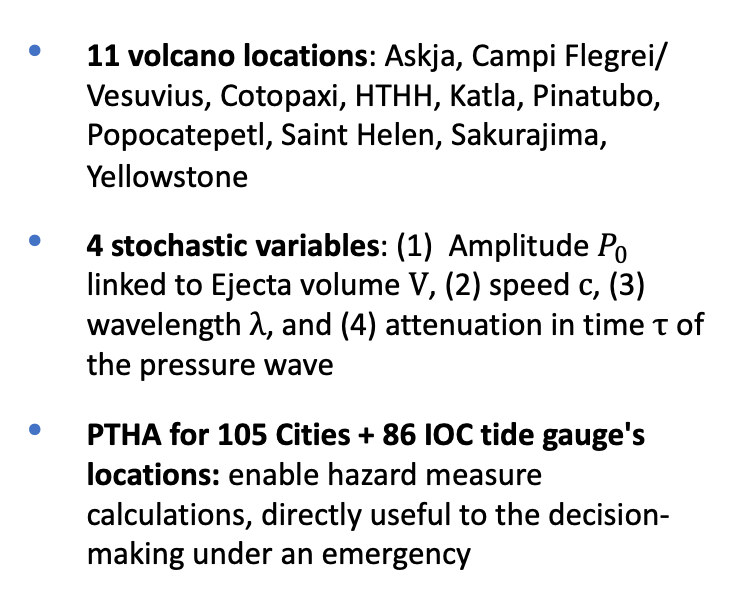 • 11 volcano locations: Askja, Campi Flegrei/
Vesuvius, Cotopaxi, HTHH, Katla, Pinatubo,
Popocatepetl, Saint Helen, Sakurajima,
Yellowstone
• 4 stochastic variables: (1) Amplitude P₀
linked to Ejecta volume V, (2) speed c, (3)
wavelength λ, and (4) attenuation in time τ of
the pressure wave
• PTHA for 105 Cities + 86 IOC tide gauge's
locations: enable hazard measure
calculations, directly useful to the decision-
making under an emergency